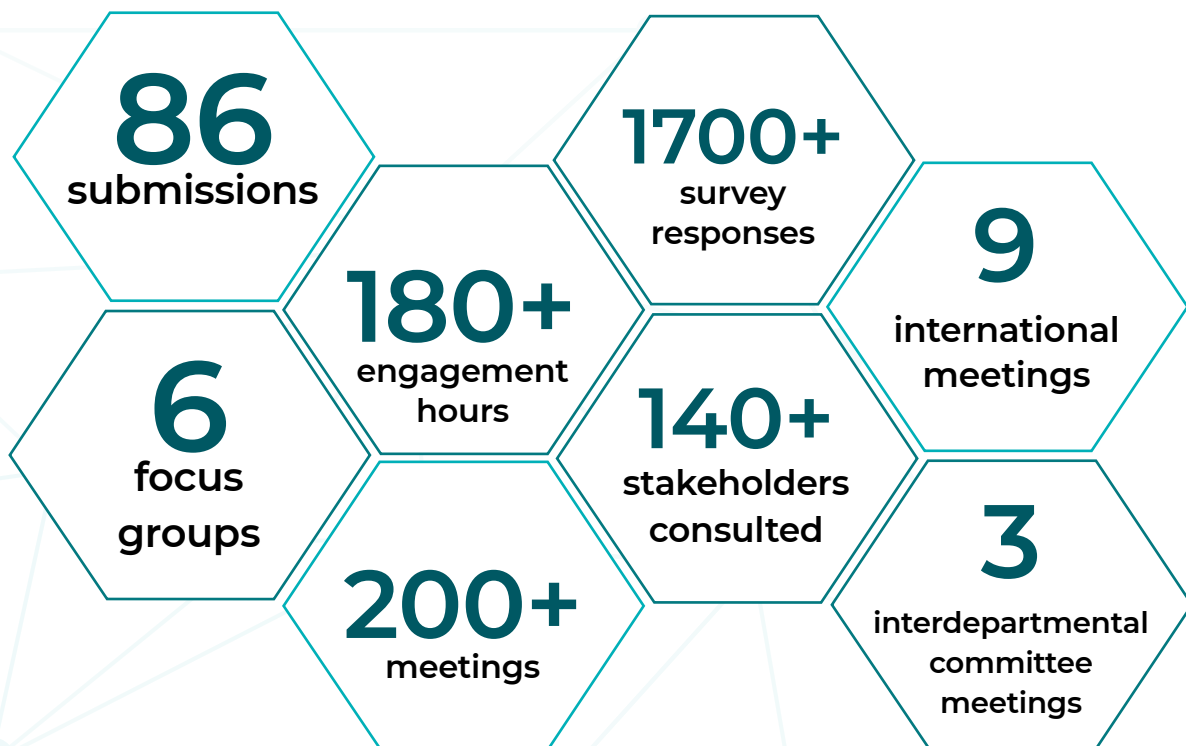 86
submissions
1700+
survey
responses
180+
engagement
hours
9
international
meetings
6
focus
groups
140+
stakeholders
consulted
200+
meetings
3
interdepartmental
committee
meetings